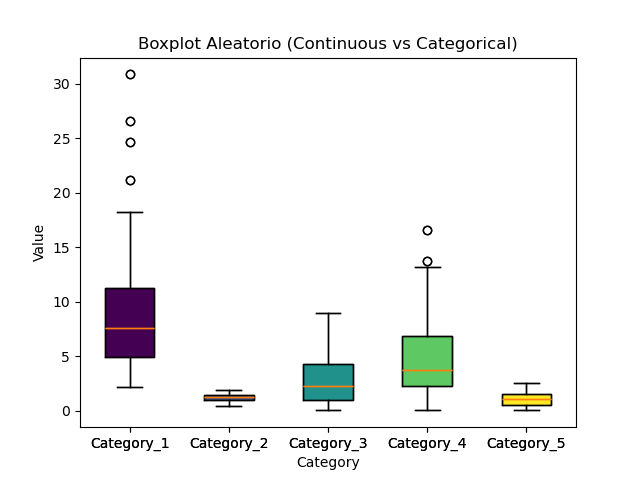 Boxplot Aleatorio (Continuous vs Categorical)
30
25
20
15
10
5
0
Value
Category_1 Category_2 Category_3 Category_4 Category_5
Category